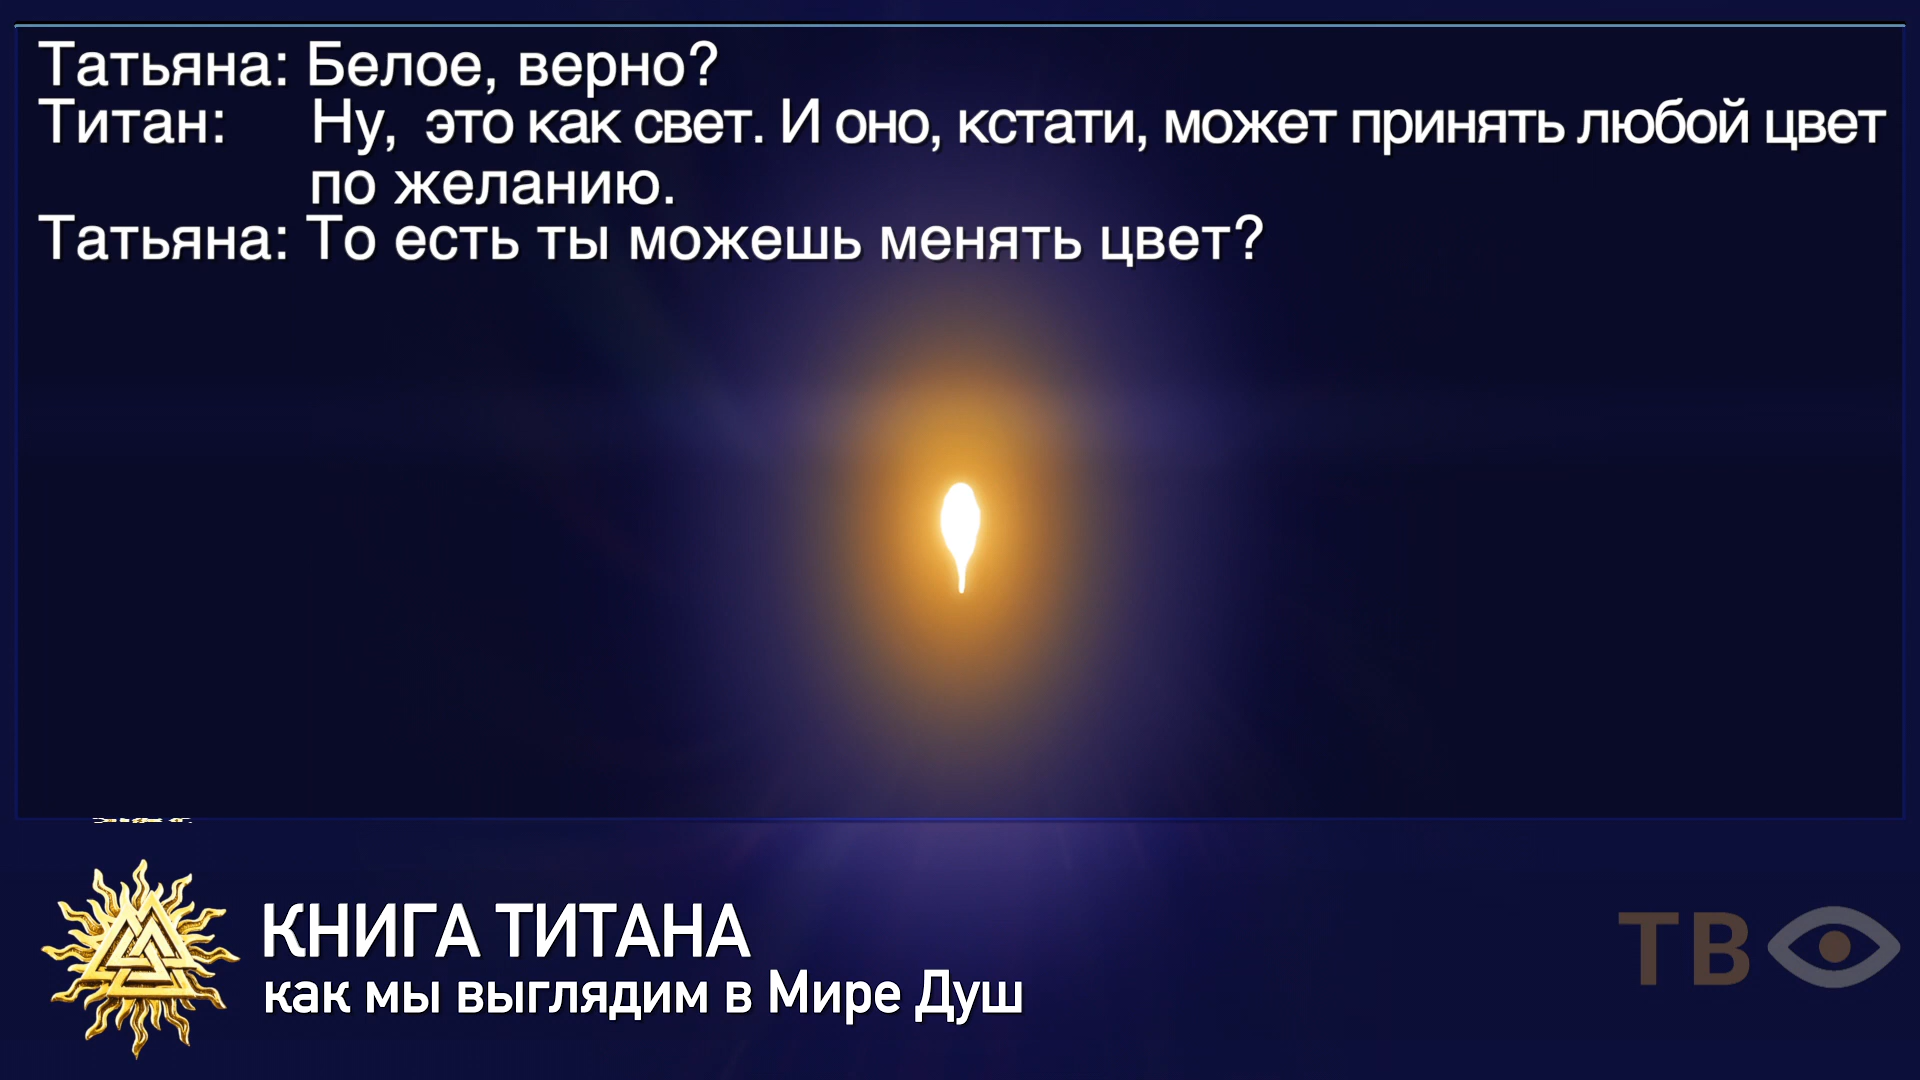 Татьяна: Белое, верно?
Титан: Ну, это как свет. И оно, кстати, может принять любой цвет
по желанию.
Татьяна: То есть ты можешь менять цвет?
КНИГА ТИТАНА
как мы выглядим в Мире Душ
ТВ